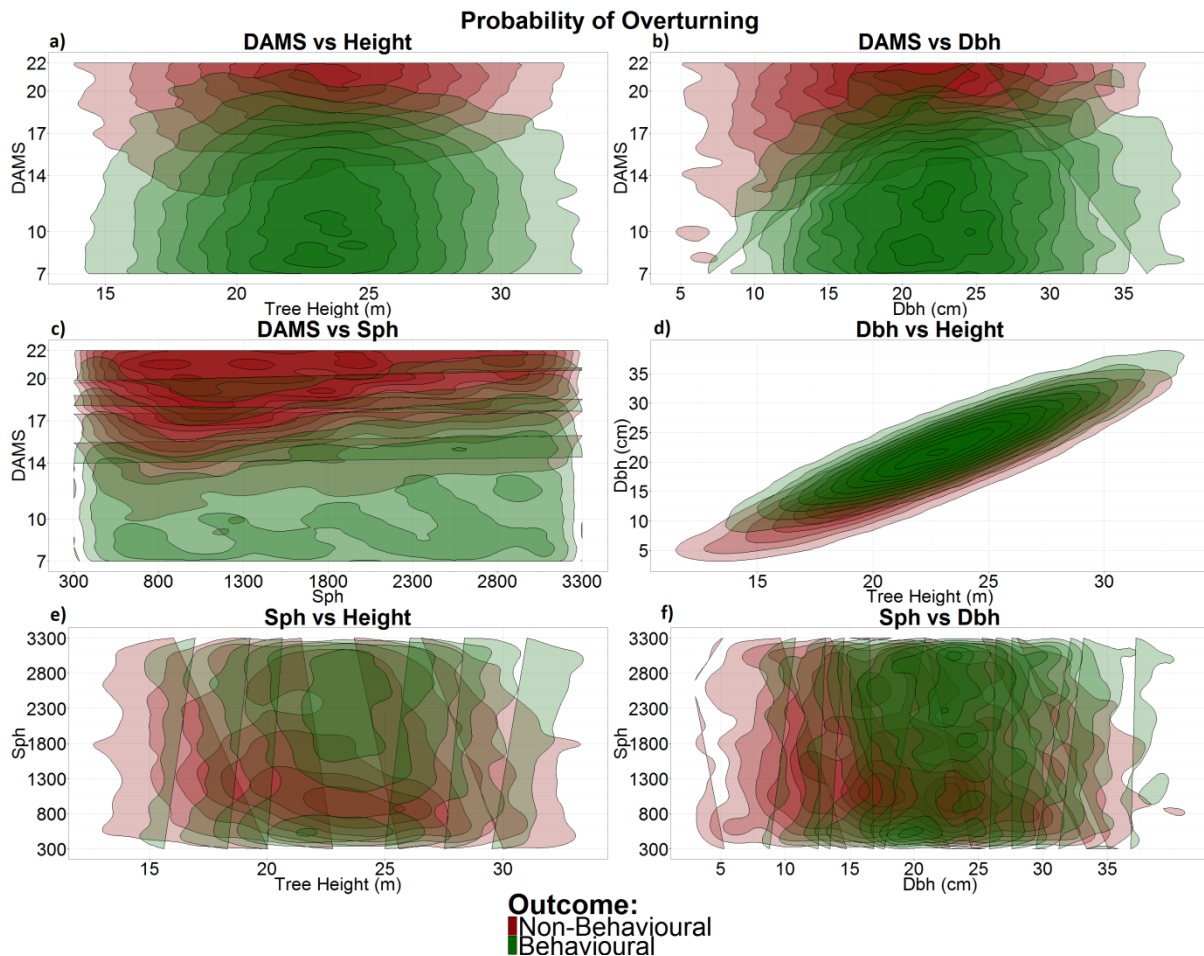 Probability of Overturning
a) DAMS vs Height
22
20
17
14
10
7
DAMS
15 20 25 30
Tree Height (m)
b) DAMS vs Dbh
22
20
17
14
10
7
DAMS
5 10 15 20 25 30 35
Dbh (cm)
c) DAMS vs Sph
22
20
17
14
10
7
DAMS
300 800 1300 1800 2300 2800 3300
Sph
d) Dbh vs Height
35
30
25
20
15
10
5
Dbh (cm)
15 20 25 30
Tree Height (m)
e) Sph vs Height
3300
2800
2300
1800
1300
800
300
Sph
15 20 25 30
Tree Height (m)
f) Sph vs Dbh
3300
2800
2300
1800
1300
800
300
Sph
5 10 15 20 25 30 35
Dbh (cm)
Outcome:
Non-Behavioural
Behavioural